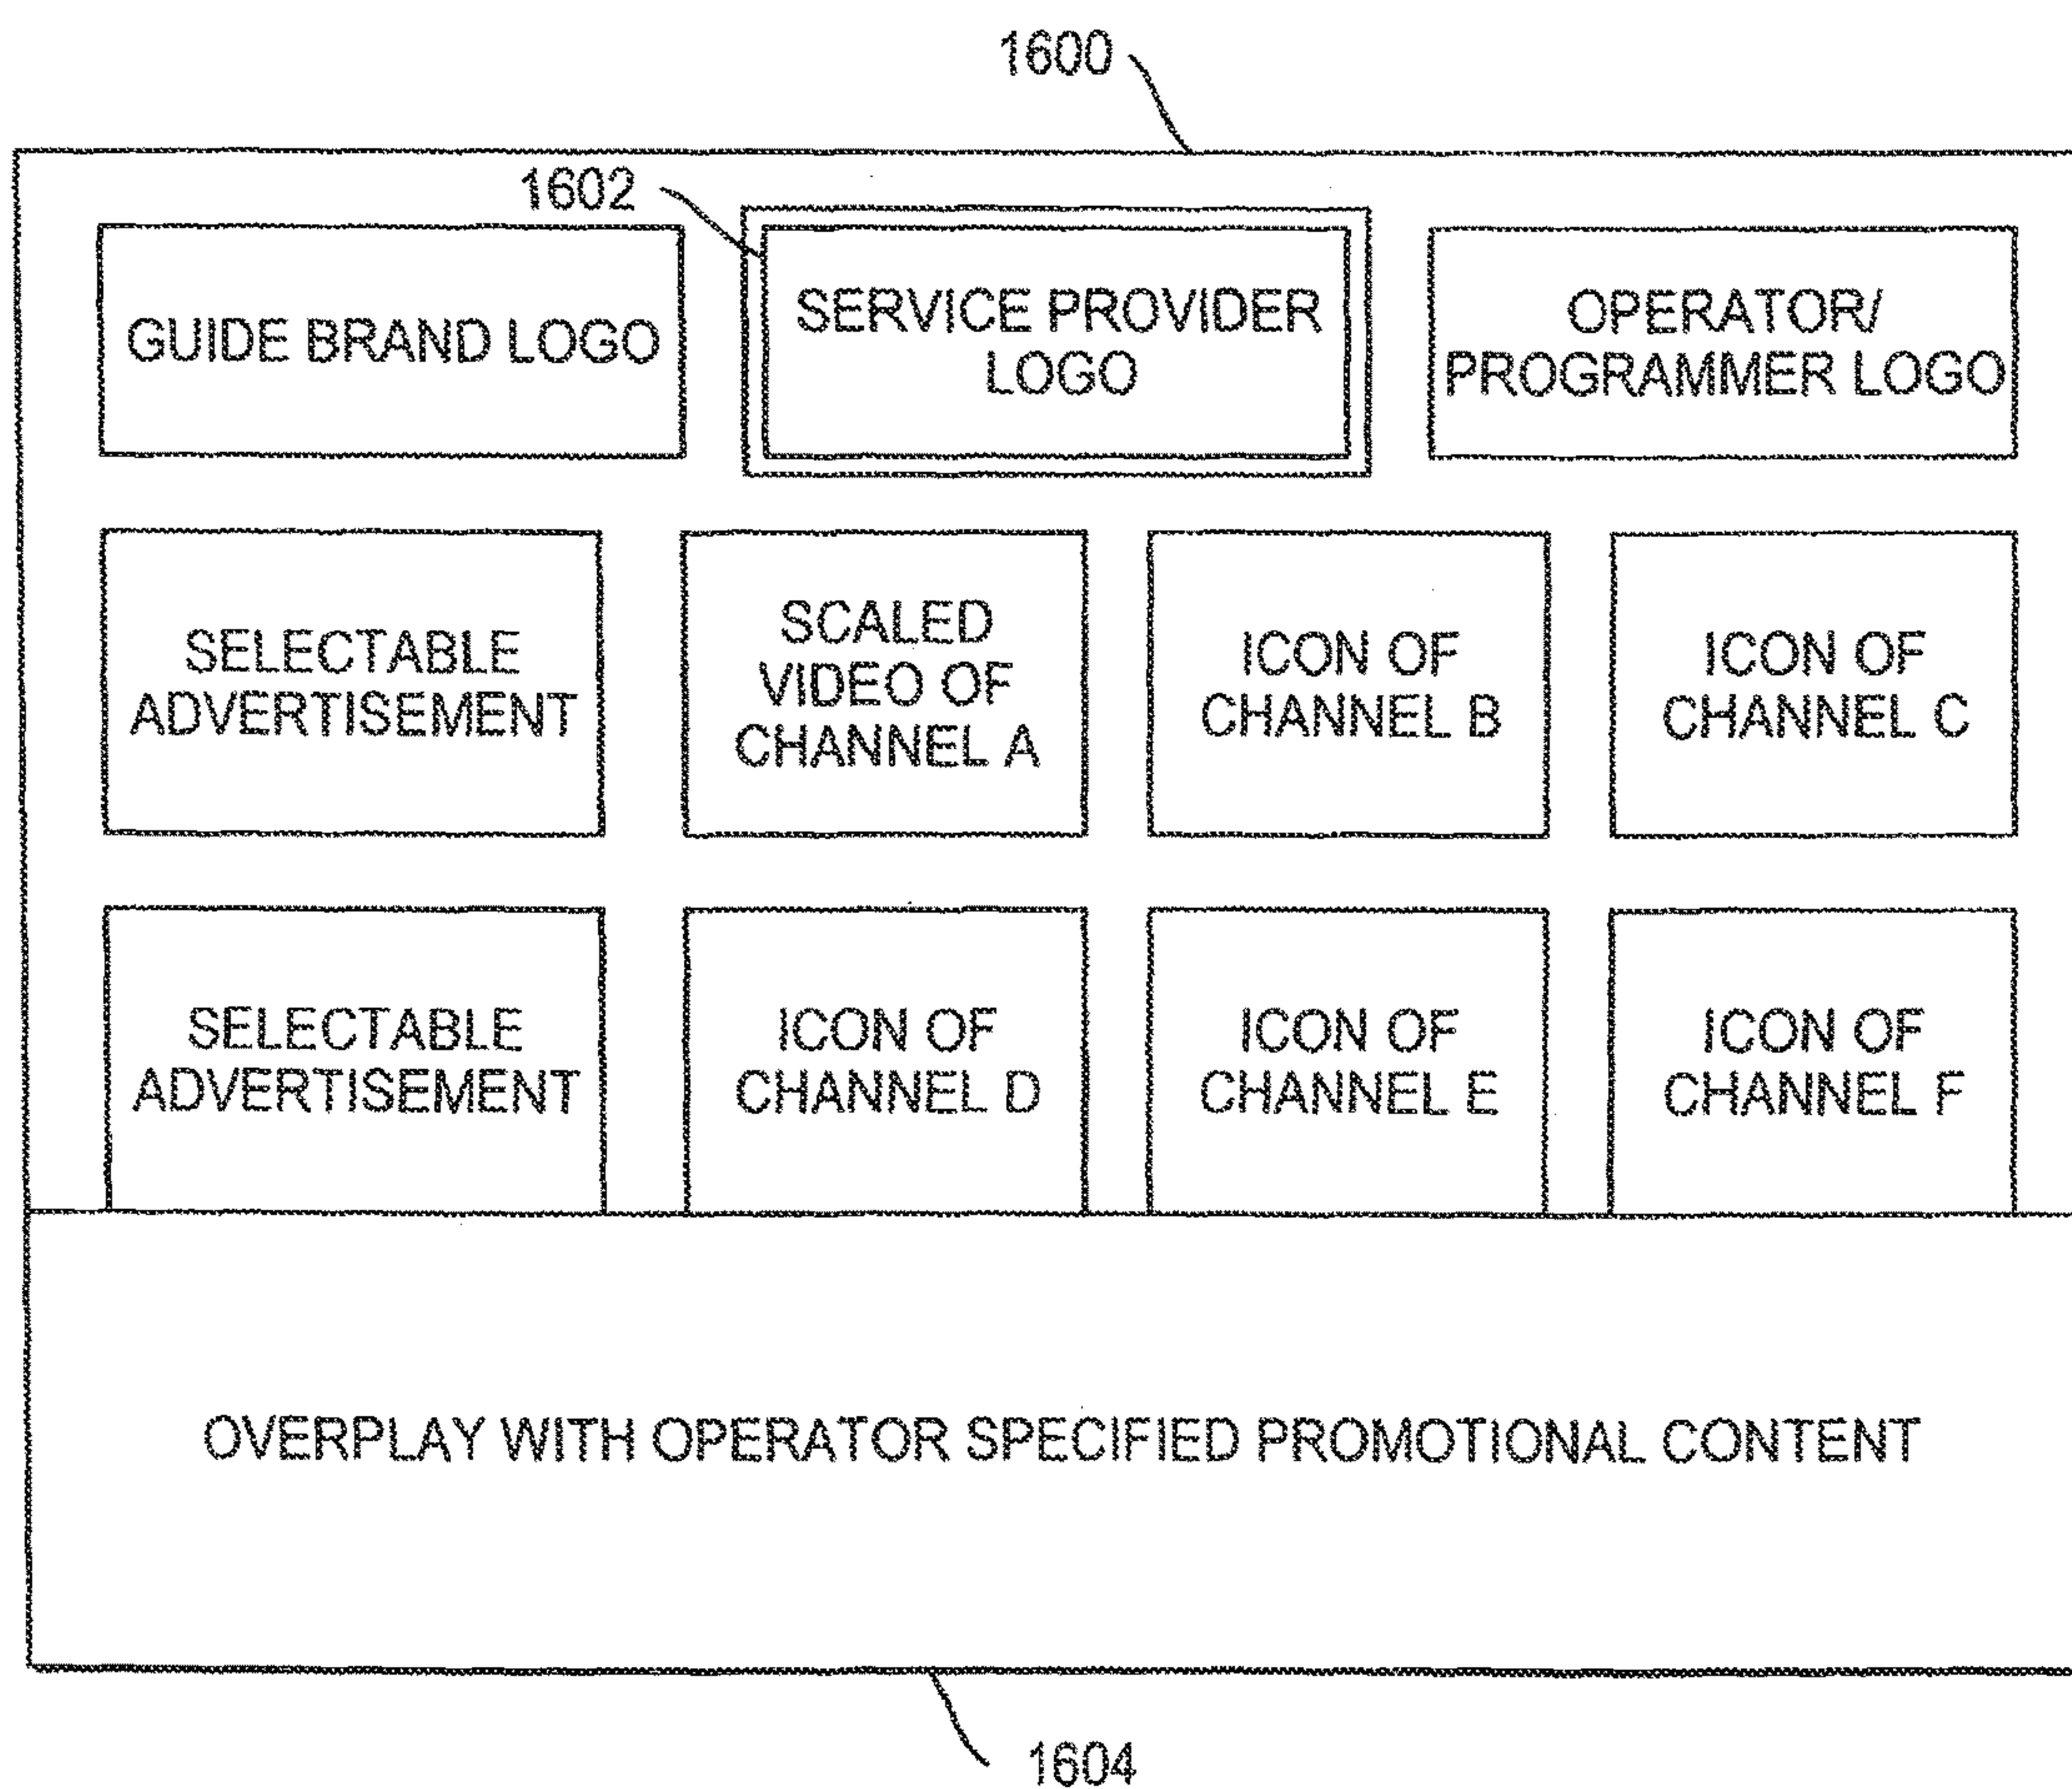 1600
1602
GUIDE BRAND LOGO
SERVICE PROVIDER
LOGO
OPERATOR/
PROGRAMMER LOGO
SELECTABLE
ADVERTISEMENT
SCALED
VIDEO OF
CHANNEL A
ICON OF
CHANNEL B
ICON OF
CHANNEL C
SELECTABLE
ADVERTISEMENT
ICON OF
CHANNEL D
ICON OF
CHANNEL E
ICON OF
CHANNEL F
OVERPLAY WITH OPERATOR SPECIFIED PROMOTIONAL CONTENT
1604